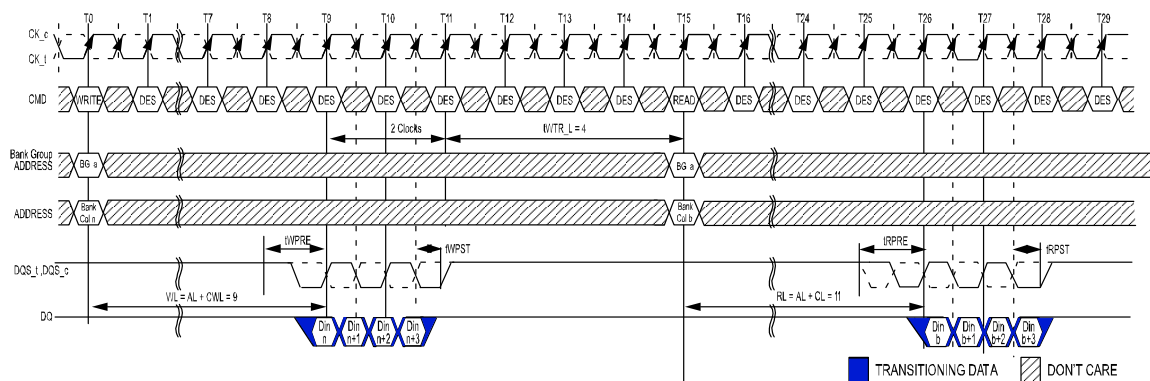 T0 T1 T7 T8 T9 T10 T11 T12 T13 T14 T15 T16 T24 T25 T26 T27 T28 T29
CK_c
CK_t
CMD WRITE DES DES DES DES DES DES DES DES DES READ DES DES DES DES DES DES DES
2 Clocks tWTR_L = 4
Bank Group
ADDRESS BG a BG a
ADDRESS Bank Col n Bank Col b
tWPRE tWPST tRPRE tRPST
DQS_t ,DQS_c
WL = AL + CWL = 9 RL = AL + CL = 11
DQ Din n Din n+1 Din n+2 Din n+3 Din b Din b+1 Din b+2 Din b+3
TRANSITIONING DATA DON'T CARE